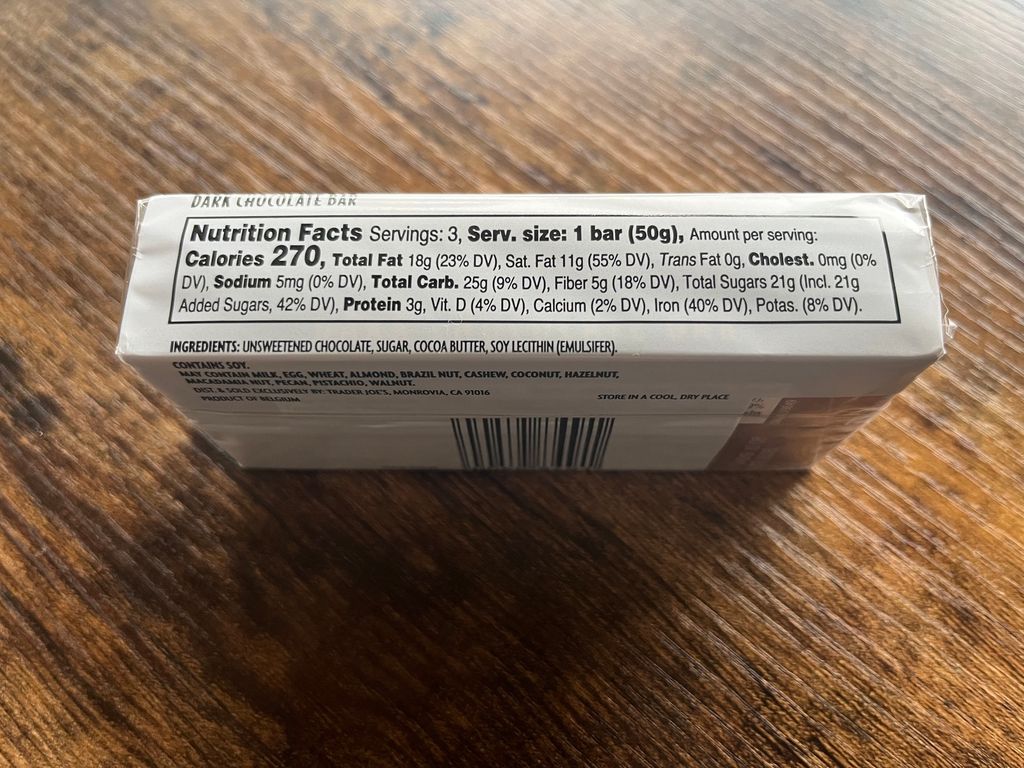 DARK CHOCOLATE BAR
Nutrition Facts Servings: 3, Serv. size: 1 bar (50g), Amount per serving:
Calories 270, Total Fat 18g (23% DV), Sat. Fat 11g (55% DV), Trans Fat 0g, Cholest. 0mg (0%
DV), Sodium 5mg (0% DV), Total Carb. 25g (9% DV), Fiber 5g (18% DV), Total Sugars 21g (Incl. 21g
Added Sugars, 42% DV), Protein 3g, Vit. D (4% DV), Calcium (2% DV), Iron (40% DV), Potas. (8% DV).
INGREDIENTS: UNSWEETENED CHOCOLATE, SUGAR, COCOA BUTTER, SOY LECITHIN (EMULSIFER).
CONTAINS SOY.
MAY CONTAIN MILK, EGG, WHEAT, ALMOND, BRAZIL NUT, CASHEW, COCONUT, HAZELNUT,
MACADAMIA NUT, PECAN, PISTACHIO, WALNUT.
DIST. & SOLD EXCLUSIVELY BY: TRADER JOE'S, MONROVIA, CA 91016
PRODUCT OF BELGIUM
STORE IN A COOL, DRY PLACE